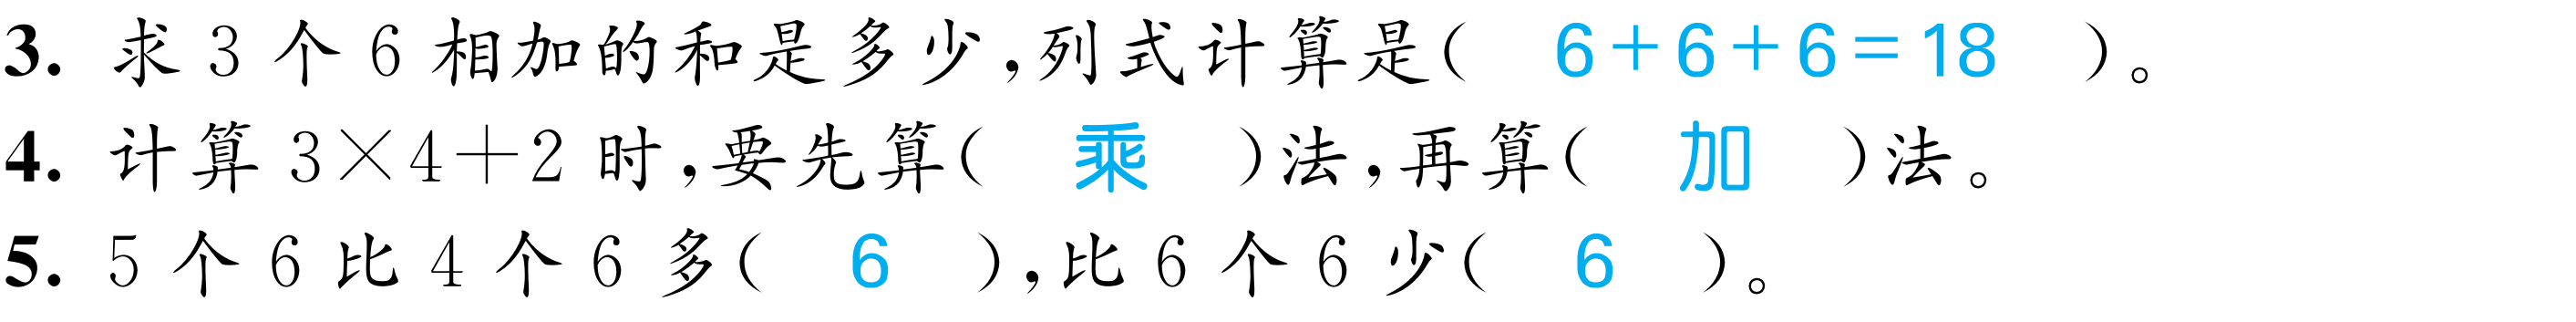 3. 求 3 个 6 相加的和是多少,列式计算是( 6+6+6=18 )。
4. 计算 3×4+2 时,要先算( 乘 )法,再算( 加 )法。
5. 5 个 6 比 4 个 6 多( 6 ),比 6 个 6 少( 6 )。